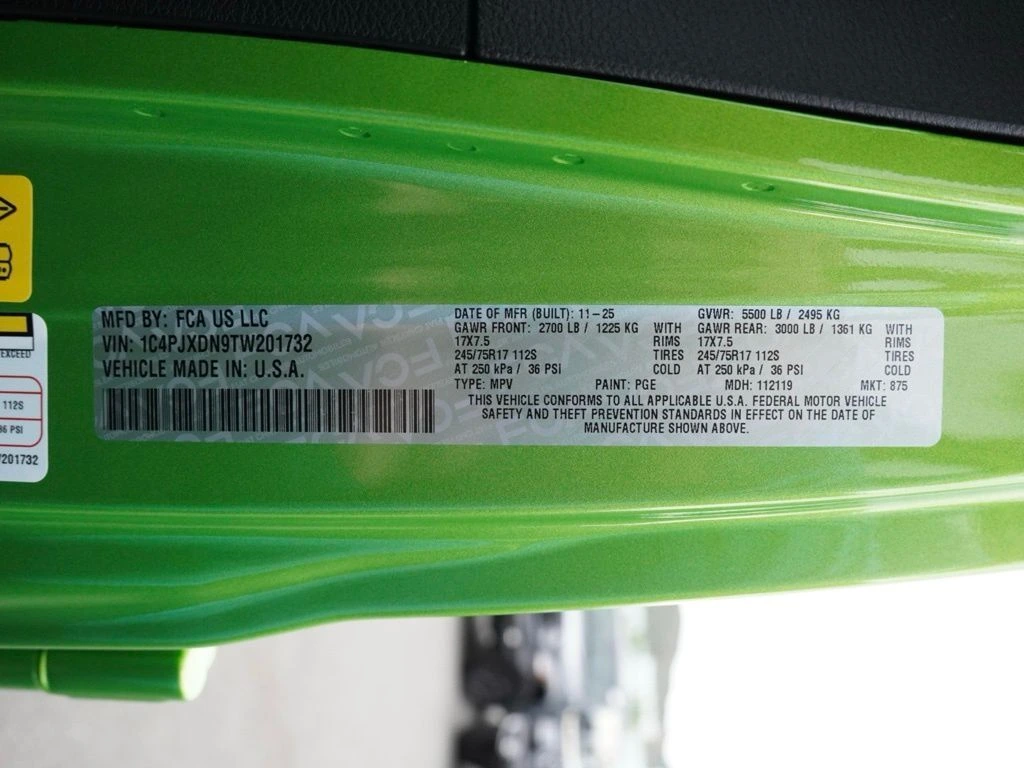 MFD BY: FCA US LLC
VIN: 1C4PJXDN9TW201732
VEHICLE MADE IN: U.S.A.
DATE OF MFR (BUILT): 11-25
GAWR FRONT: 2700 LB / 1225 KG WITH
17X7.5 RIMS
245/75R17 112S TIRES
AT 250 kPa / 36 PSI COLD
GVWR: 5500 LB / 2495 KG
GAWR REAR: 3000 LB / 1361 KG WITH
17X7.5 RIMS
245/75R17 112S TIRES
AT 250 kPa / 36 PSI COLD
TYPE: MPV PAINT: PGE MDH: 112119 MKT: 875
THIS VEHICLE CONFORMS TO ALL APPLICABLE U.S.A. FEDERAL MOTOR VEHICLE
SAFETY AND THEFT PREVENTION STANDARDS IN EFFECT ON THE DATE OF
MANUFACTURE SHOWN ABOVE.
112S
36 PSI
W201732